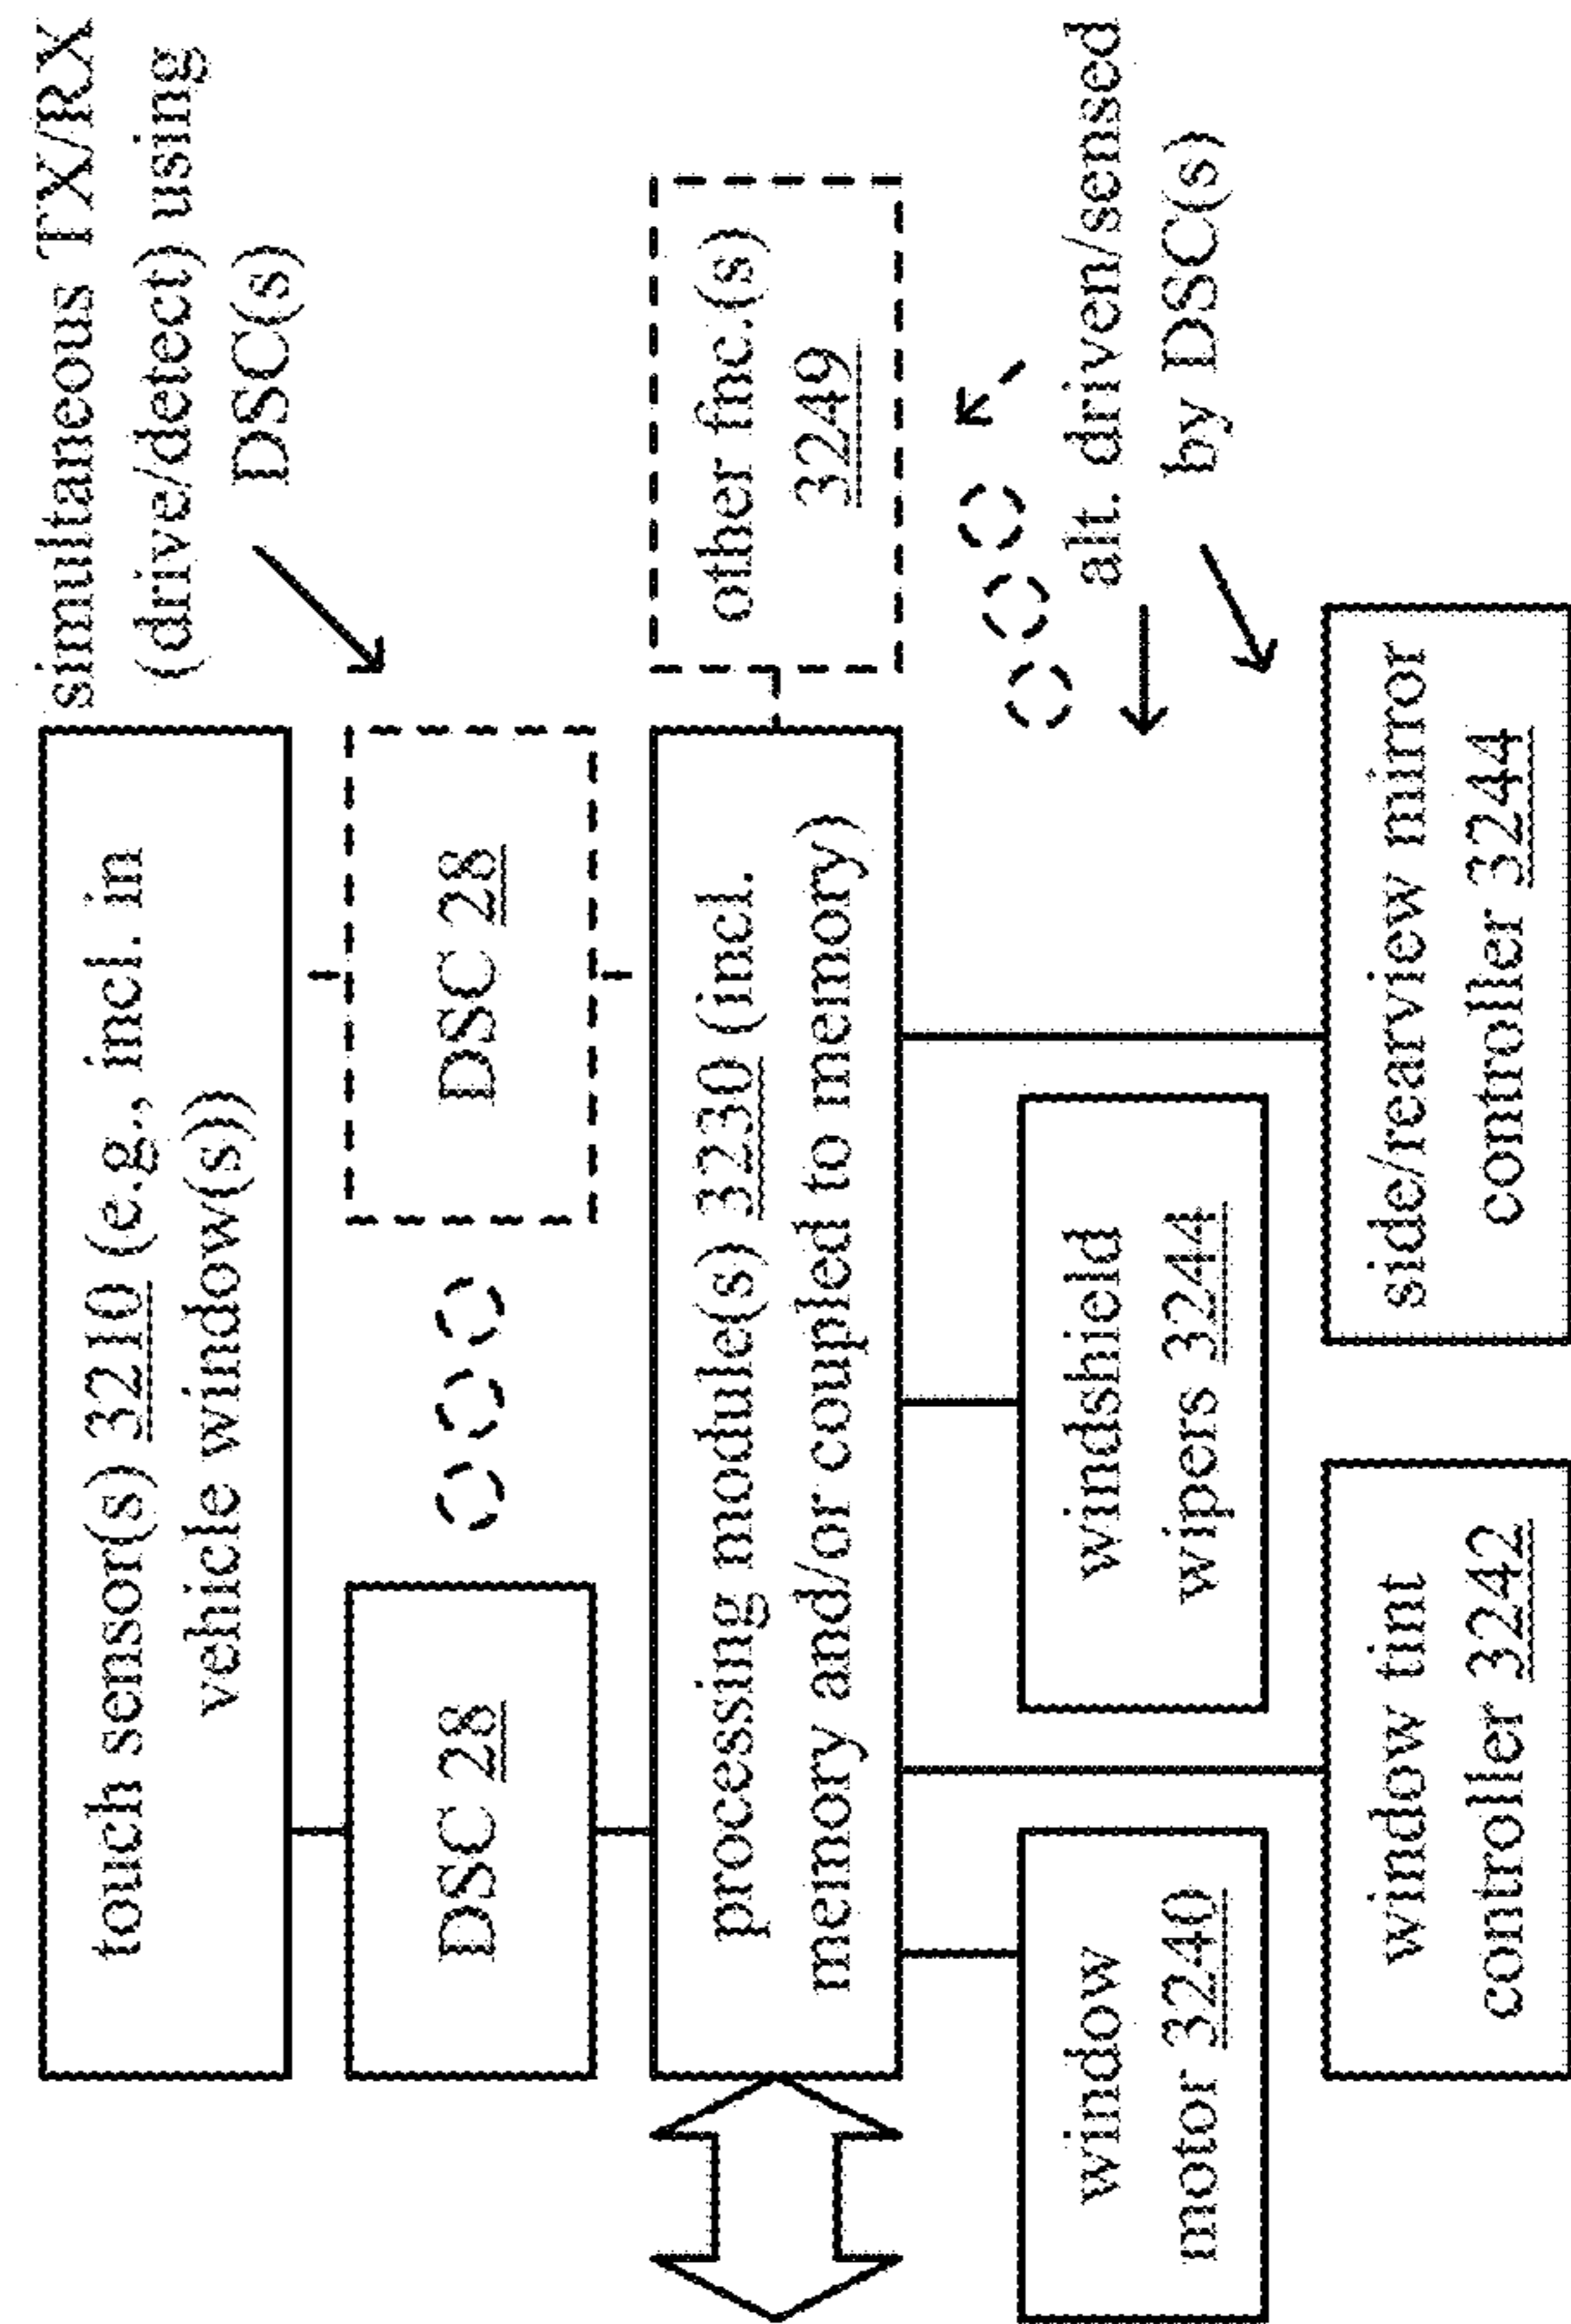 simultaneous TX/RX
(drive/detect) using
DSC(s)
touch sensor(s) 3210 (e.g., incl. in
vehicle window(s))
DSC 28
DSC 28
processing module(s) 3230 (incl.
memory and/or coupled to memory)
other fnc.(s)
3249
window
motor 3240
windshield
wipers 3244
alt. driven/sensed
by DSC(s)
window tint
controller 3242
side/rearview mirror
controller 3244